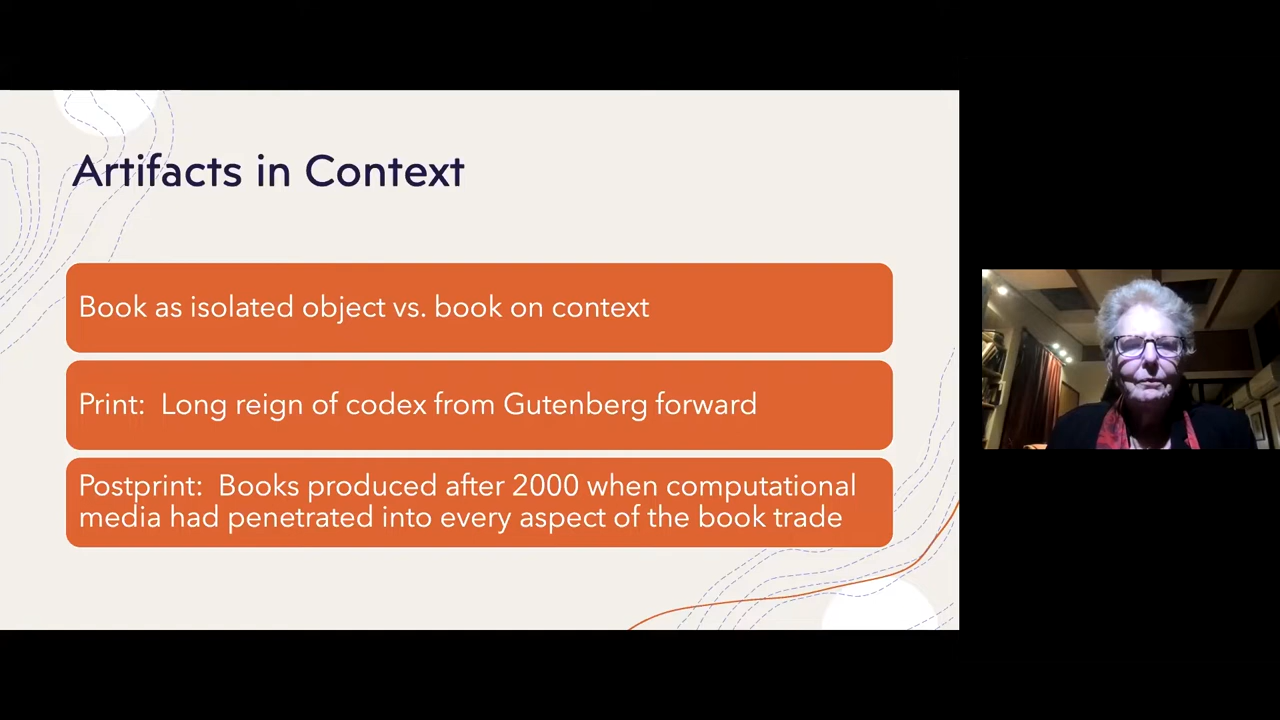 Artifacts in Context
Book as isolated object vs. book on context
Print:  Long reign of codex from Gutenberg forward
Postprint:  Books produced after 2000 when computational
media had penetrated into every aspect of the book trade